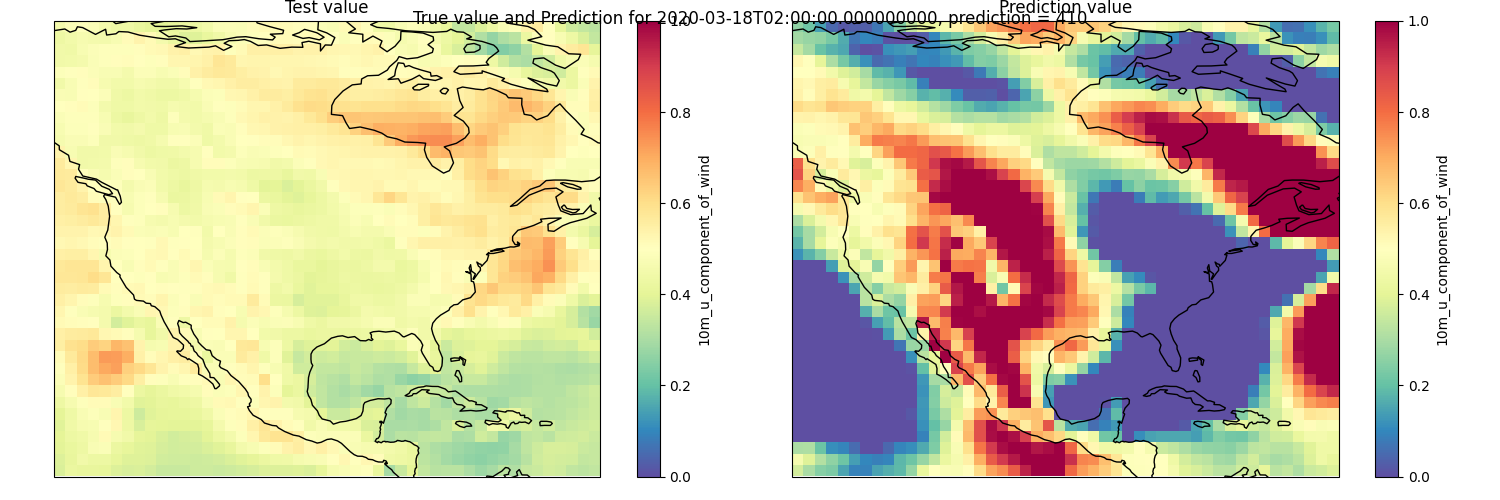 Test value
True value and Prediction for 2020-03-18T02:00:00.000000000, prediction = 410
Prediction value
1.0
0.8
0.6
0.4
0.2
0.0
10m_u_component_of_wind
1.0
0.8
0.6
0.4
0.2
0.0
10m_u_component_of_wind